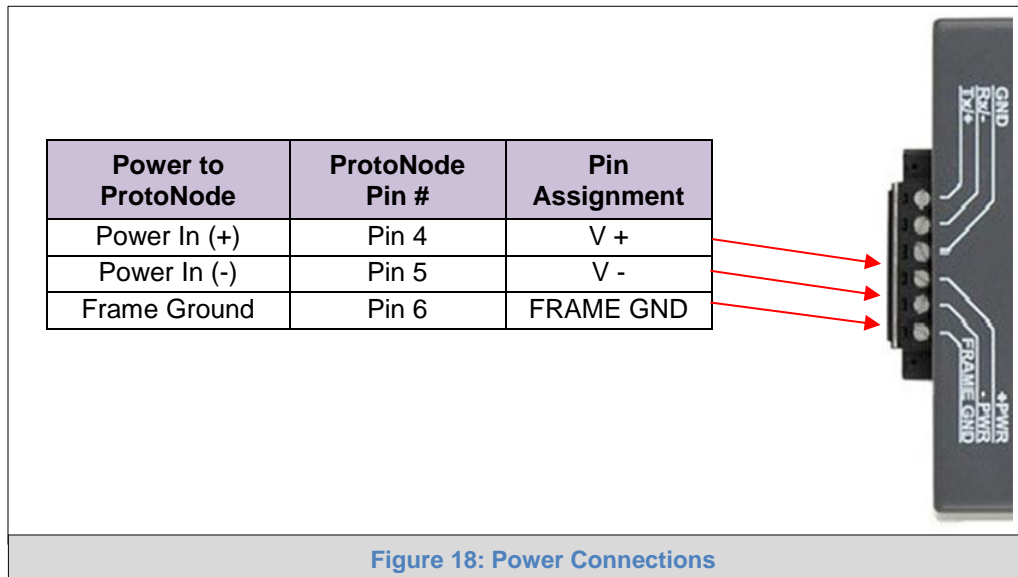 Power to ProtoNode
ProtoNode Pin #
Pin Assignment
Power In (+)
Pin 4
V +
Power In (-)
Pin 5
V -
Frame Ground
Pin 6
FRAME GND
Tx/+
Rx/-
GND
+PWR
- PWR
FRAME GND
Figure 18: Power Connections